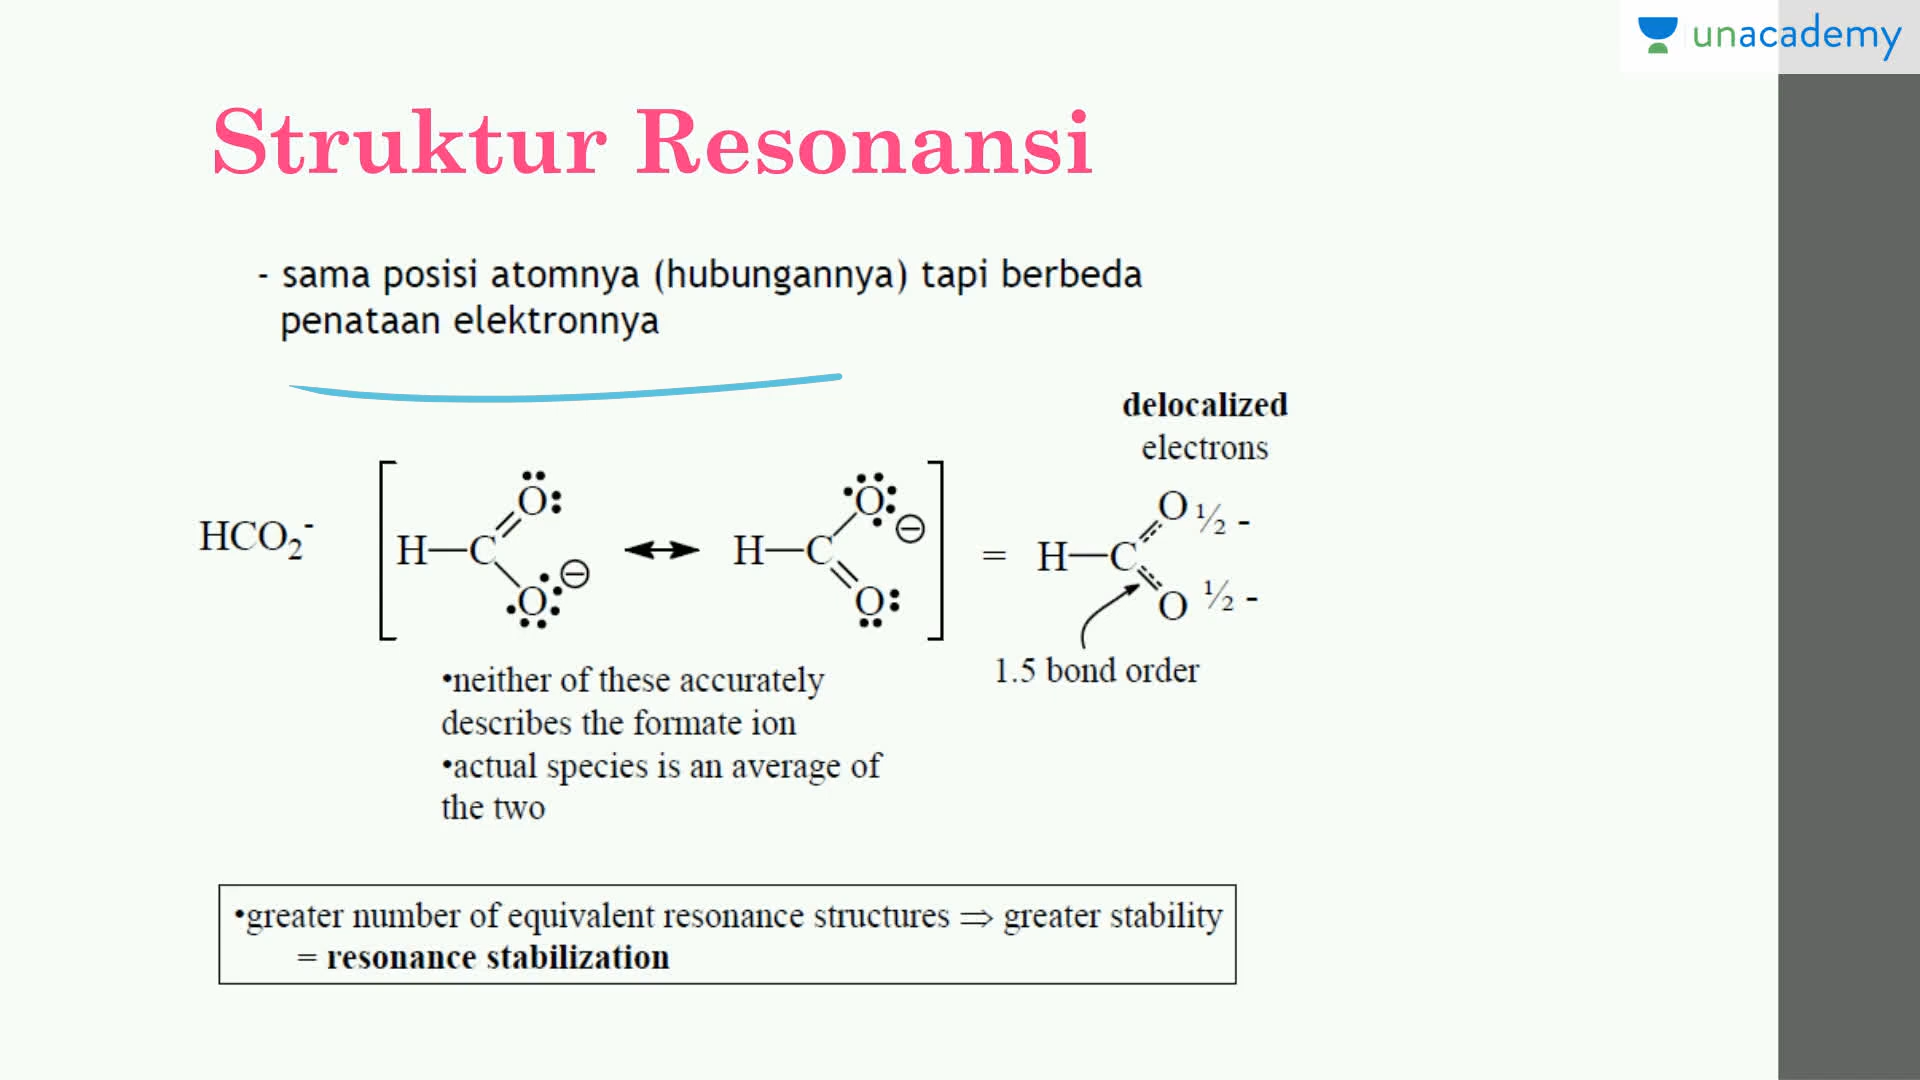 unacademy
Struktur Resonansi
- sama posisi atomnya (hubungannya) tapi berbeda
penataan elektronnya
delocalized
electrons
HCO₂⁻
H—C
O
O
⊖
H—C
O
O
⊖
= H—C
O ½ -
O ½ -
1.5 bond order
•neither of these accurately
describes the formate ion
•actual species is an average of
the two
•greater number of equivalent resonance structures ⇒ greater stability
= resonance stabilization